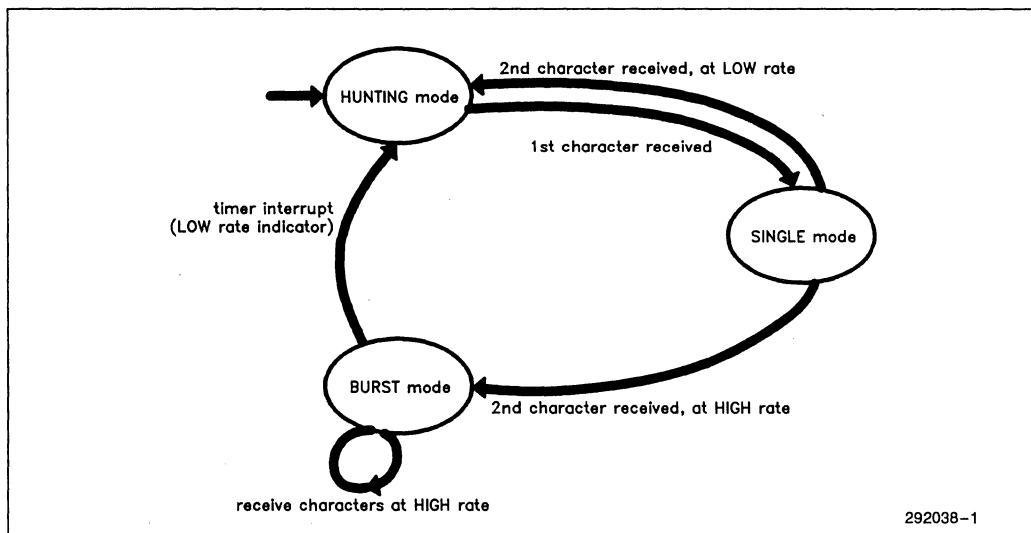 2nd character received, at LOW rate
HUNTING mode
1st character received
timer interrupt
(LOW rate indicator)
SINGLE mode
BURST mode
2nd character received, at HIGH rate
receive characters at HIGH rate
292038-1